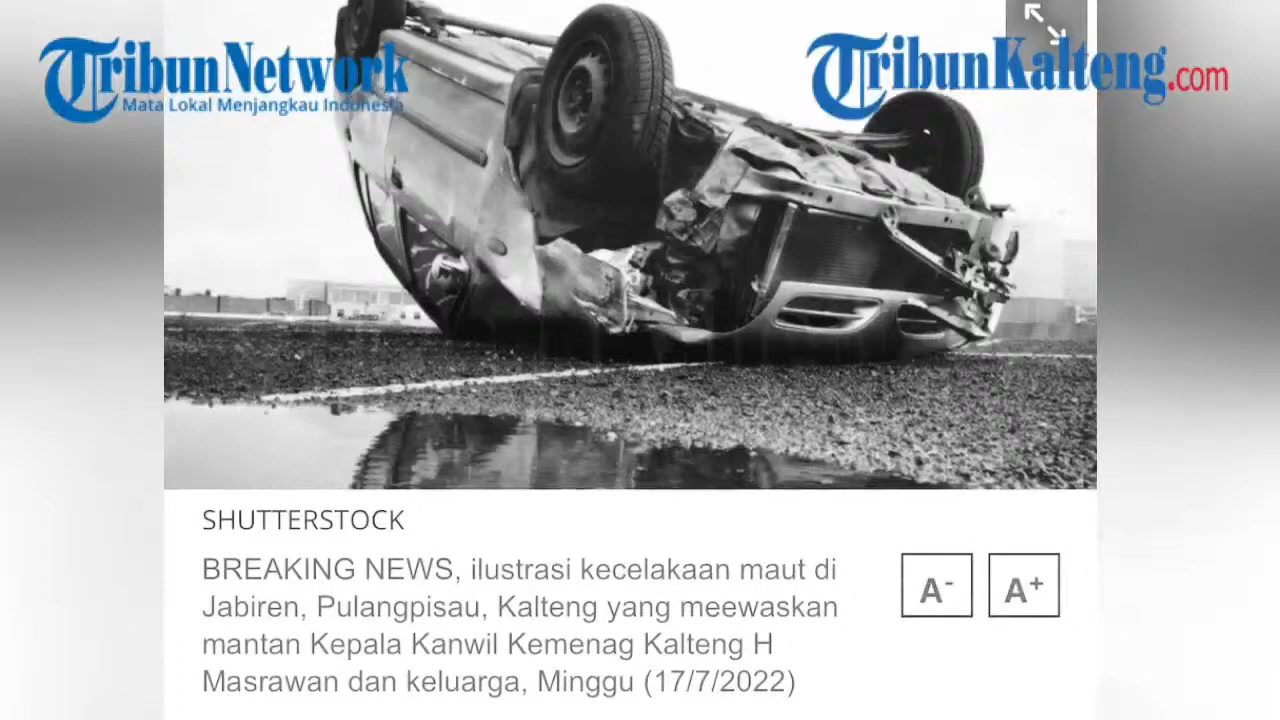 TribunNetwork
Mata Lokal Menjangkau Indonesia
TribunKalteng.com
SHUTTERSTOCK
BREAKING NEWS, ilustrasi kecelakaan maut di
Jabiren, Pulangpisau, Kalteng yang meewaskan
mantan Kepala Kanwil Kemenag Kalteng H
Masrawan dan keluarga, Minggu (17/7/2022)
A-
A+